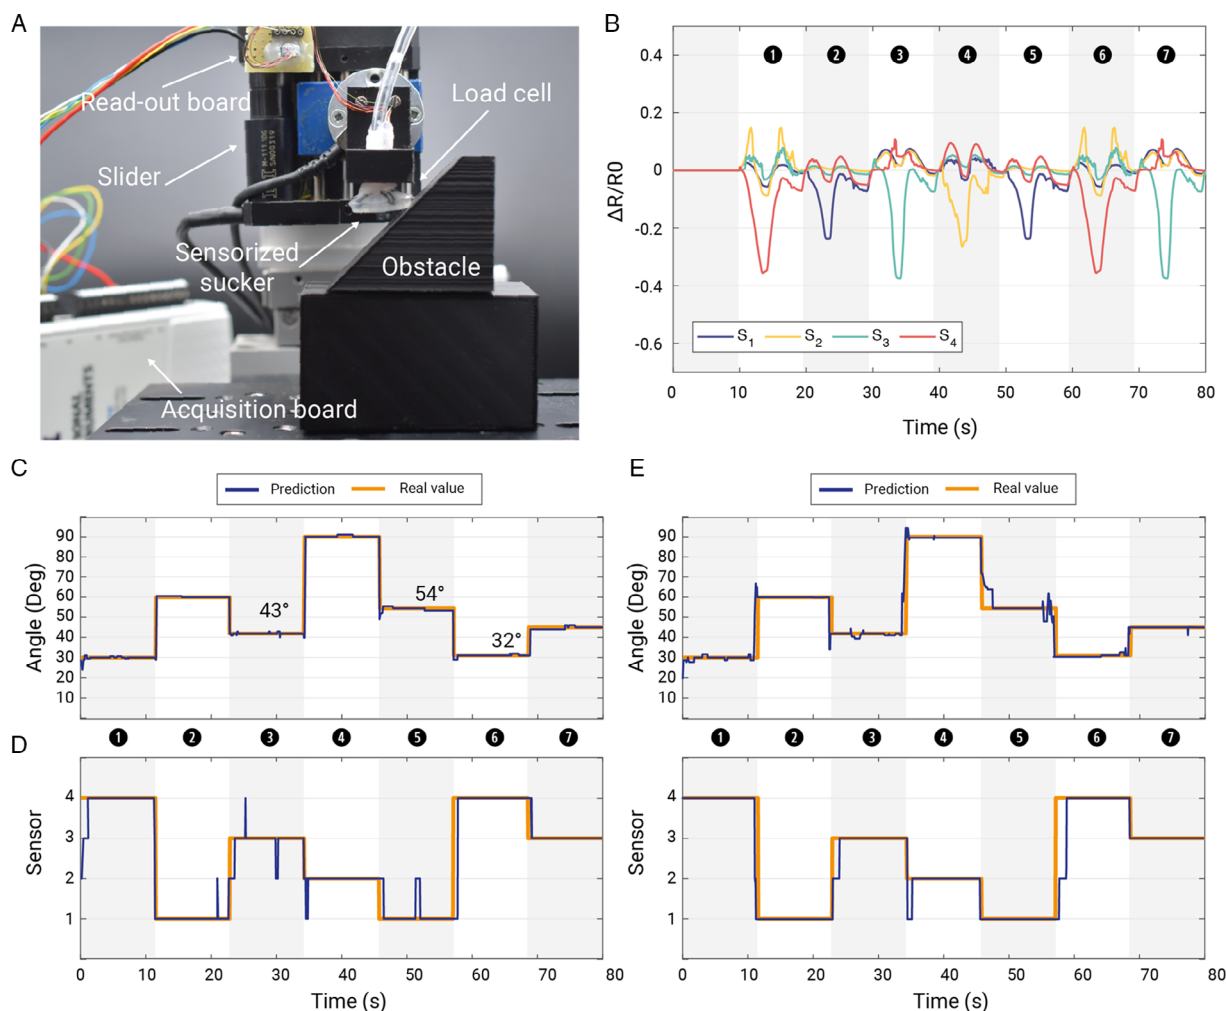 A
Read-out board
Load cell
Slider
M-111.1DG
Sensorized
sucker
Obstacle
Acquisition board
B
0.4
0.2
0
-0.2
-0.4
-0.6
ΔR/R0
1 2 3 4 5 6 7
S1 S2 S3 S4
0 10 20 30 40 50 60 70 80
Time (s)
C
Prediction Real value
90
80
70
60
50
40
30
20
10
Angle (Deg)
43°
54°
32°
1 2 3 4 5 6 7
D
4
3
2
1
Sensor
0 10 20 30 40 50 60 70 80
Time (s)
E
Prediction Real value
90
80
70
60
50
40
30
20
10
Angle (Deg)
1 2 3 4 5 6 7
4
3
2
1
Sensor
0 10 20 30 40 50 60 70 80
Time (s)